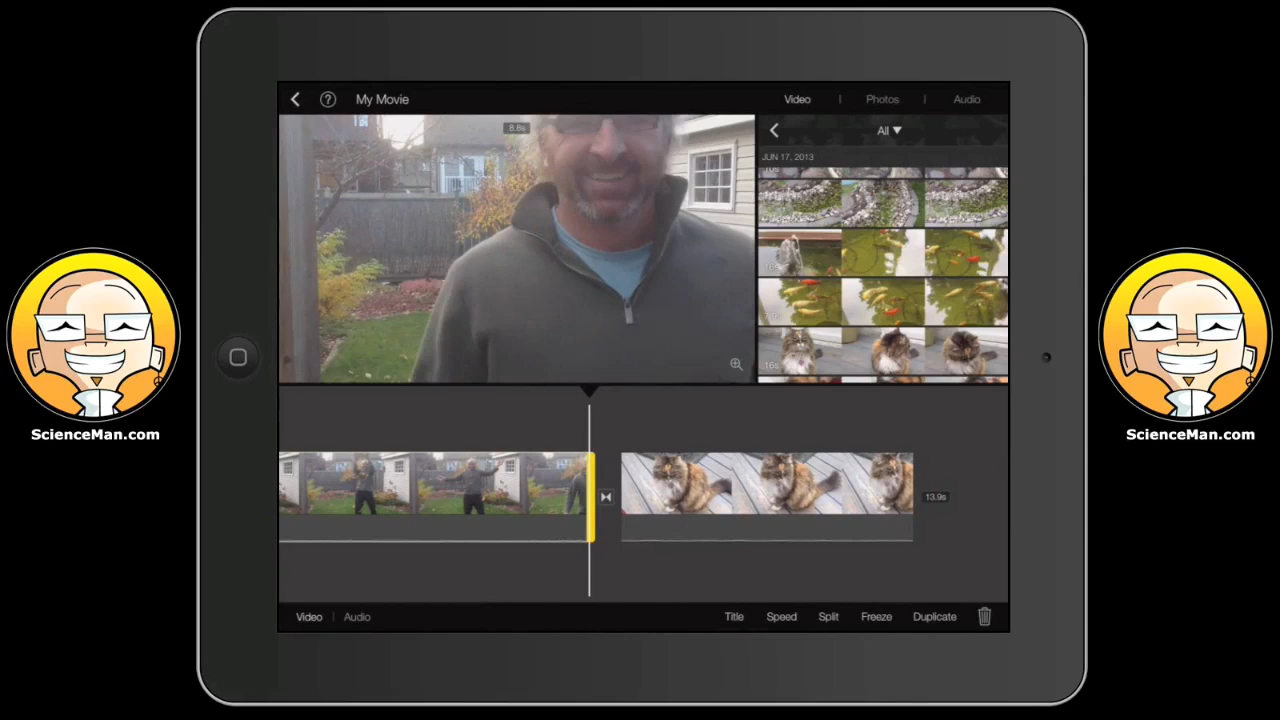 My Movie
Video | Photos | Audio
8.8s
All ▼
JUN 17, 2013
16s
13.9s
Video | Audio
Title Speed Split Freeze Duplicate
ScienceMan.com
ScienceMan.com